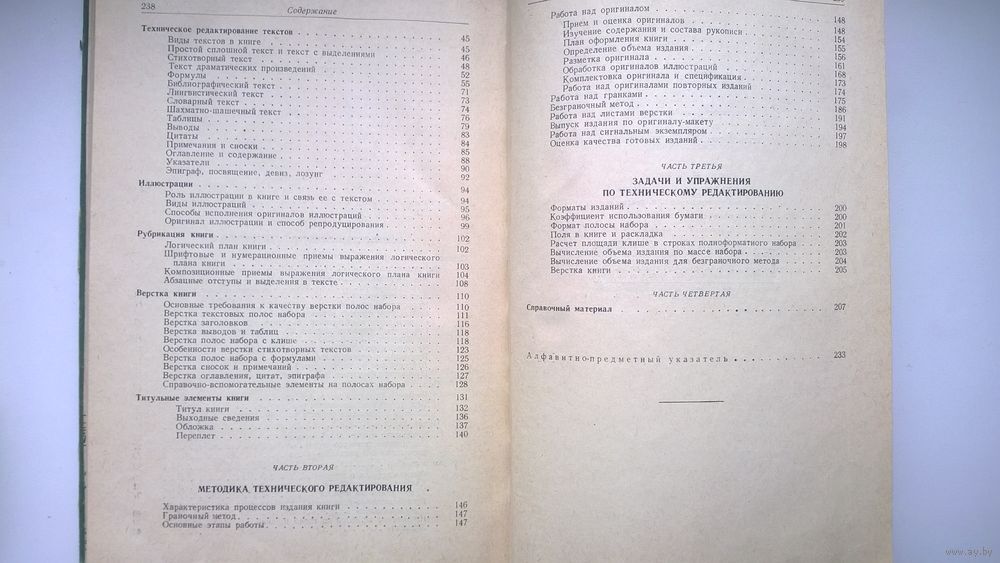 238
Содержание
Техническое редактирование текстов 45
Виды текстов в книге 45
Простой сплошной текст и текст с выделениями 46
Стихотворный текст 48
Текст драматических произведений 52
Формулы 55
Библиографический текст 71
Лингвистический текст 73
Словарный текст 74
Шахматно-шашечный текст 76
Таблицы 79
Выводы 83
Цитаты 84
Примечания и сноски 85
Оглавление и содержание 88
Указатели 90
Эпиграф, посвящение, девиз, лозунг 92
Иллюстрации 94
Роль иллюстрации в книге и связь ее с текстом 94
Виды иллюстраций 95
Способы исполнения оригиналов иллюстраций 96
Оригинал иллюстрации и способ репродуцирования 99
Рубрикация книги 102
Логический план книги 102
Шрифтовые и нумерационные приемы выражения логического
плана книги 103
Композиционные приемы выражения логического плана книги 104
Абзацные отступы и выделения в тексте 108
Верстка книги 110
Основные требования к качеству верстки полос набора 110
Верстка текстовых полос набора 111
Верстка заголовков 116
Верстка выводов и таблиц 118
Верстка полос набора с клише 118
Особенности верстки стихотворных текстов 123
Верстка полос набора с формулами 125
Верстка сносок и примечаний 126
Верстка оглавления, цитат, эпиграфа 127
Справочно-вспомогательные элементы на полосах набора 128
Титульные элементы книги 131
Титул книги 132
Выходные сведения 136
Обложка 137
Переплет 140
ЧАСТЬ ВТОРАЯ
МЕТОДИКА ТЕХНИЧЕСКОГО РЕДАКТИРОВАНИЯ
Характеристика процессов издания книги 146
Граночный метод 147
Основные этапы работы 147
Работа над оригиналом 148
Прием и оценка оригиналов 148
Изучение содержания и состава рукописи 154
План оформления книги 155
Определение объема издания 156
Разметка оригинала 161
Обработка оригиналов иллюстраций 168
Комплектовка оригинала и спецификация 173
Работа над оригиналами повторных изданий 174
Работа над гранками 175
Безграночный метод 186
Работа над листами верстки 191
Выпуск издания по оригиналу-макету 194
Работа над сигнальным экземпляром 197
Оценка качества готовых изданий 198
ЧАСТЬ ТРЕТЬЯ
ЗАДАЧИ И УПРАЖНЕНИЯ
ПО ТЕХНИЧЕСКОМУ РЕДАКТИРОВАНИЮ
Форматы изданий 200
Коэффициент использования бумаги 200
Формат полосы набора 201
Поля в книге и раскладка 202
Расчет площади клише в строках полноформатного набора 203
Вычисление объема издания по массе набора 203
Вычисление объема издания для безграночного метода 204
Верстка книги 205
ЧАСТЬ ЧЕТВЕРТАЯ
Справочный материал 207
Алфавитно-предметный указатель 233
www.ay.by